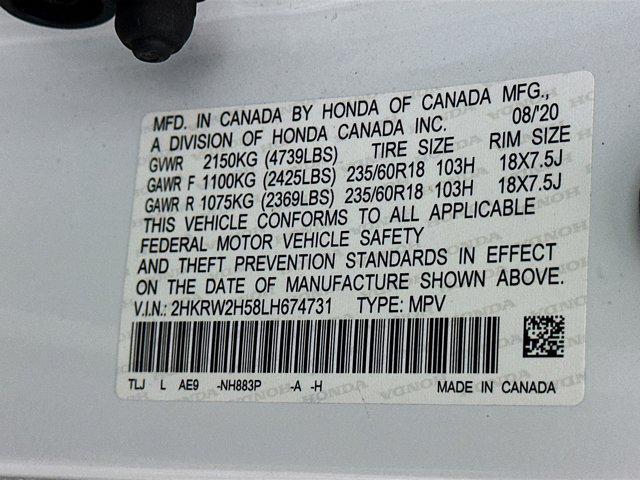 MFD. IN CANADA BY HONDA OF CANADA MFG.,
A DIVISION OF HONDA CANADA INC. 08/'20
GVWR 2150KG (4739LBS) TIRE SIZE RIM SIZE
GAWR F 1100KG (2425LBS) 235/60R18 103H 18X7.5J
GAWR R 1075KG (2369LBS) 235/60R18 103H 18X7.5J
THIS VEHICLE CONFORMS TO ALL APPLICABLE
FEDERAL MOTOR VEHICLE SAFETY
AND THEFT PREVENTION STANDARDS IN EFFECT
ON THE DATE OF MANUFACTURE SHOWN ABOVE.
V.I.N.: 2HKRW2H58LH674731 TYPE: MPV
TLJ L AE9 -NH883P -A -H MADE IN CANADA